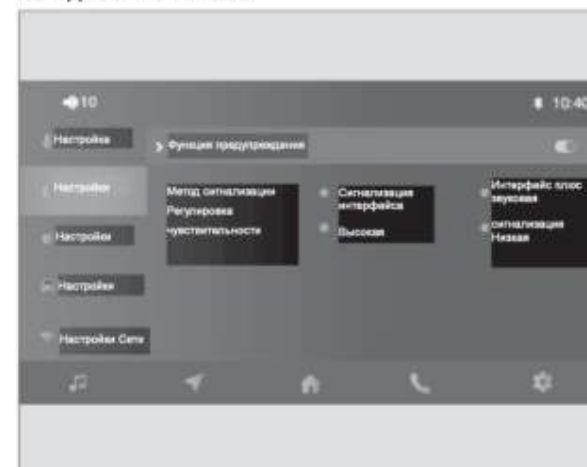 10
10:40
Настройка
Функция предупреждения
Настройки
Метод сигнализации
Регулировка
чувствительности
Сигнализация
интерфейса
Высокая
Интерфейс плюс
звуковая
сигнализация
Низкая
Настройки
Настройки
Настройки Сети